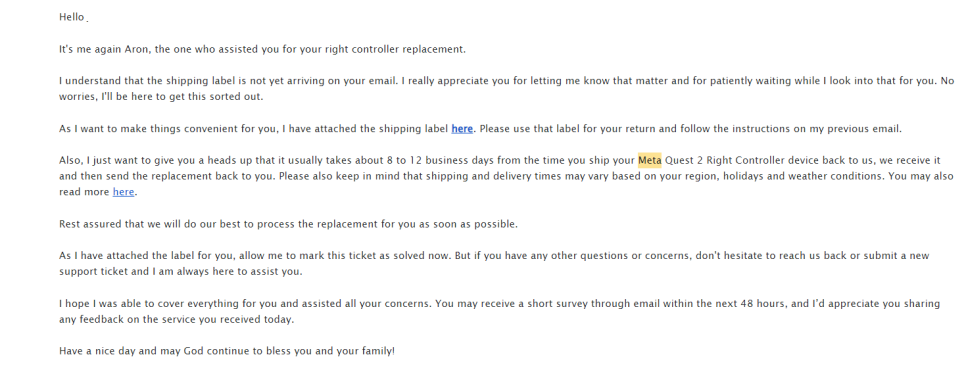 Hello .
It's me again Aron, the one who assisted you for your right controller replacement.
I understand that the shipping label is not yet arriving on your email. I really appreciate you for letting me know that matter and for patiently waiting while I look into that for you. No
worries, I'll be here to get this sorted out.
As I want to make things convenient for you, I have attached the shipping label here. Please use that label for your return and follow the instructions on my previous email.
Also, I just want to give you a heads up that it usually takes about 8 to 12 business days from the time you ship your Meta Quest 2 Right Controller device back to us, we receive it
and then send the replacement back to you. Please also keep in mind that shipping and delivery times may vary based on your region, holidays and weather conditions. You may also
read more here.
Rest assured that we will do our best to process the replacement for you as soon as possible.
As I have attached the label for you, allow me to mark this ticket as solved now. But if you have any other questions or concerns, don't hesitate to reach us back or submit a new
support ticket and I am always here to assist you.
I hope I was able to cover everything for you and assisted all your concerns. You may receive a short survey through email within the next 48 hours, and I'd appreciate you sharing
any feedback on the service you received today.
Have a nice day and may God continue to bless you and your family!